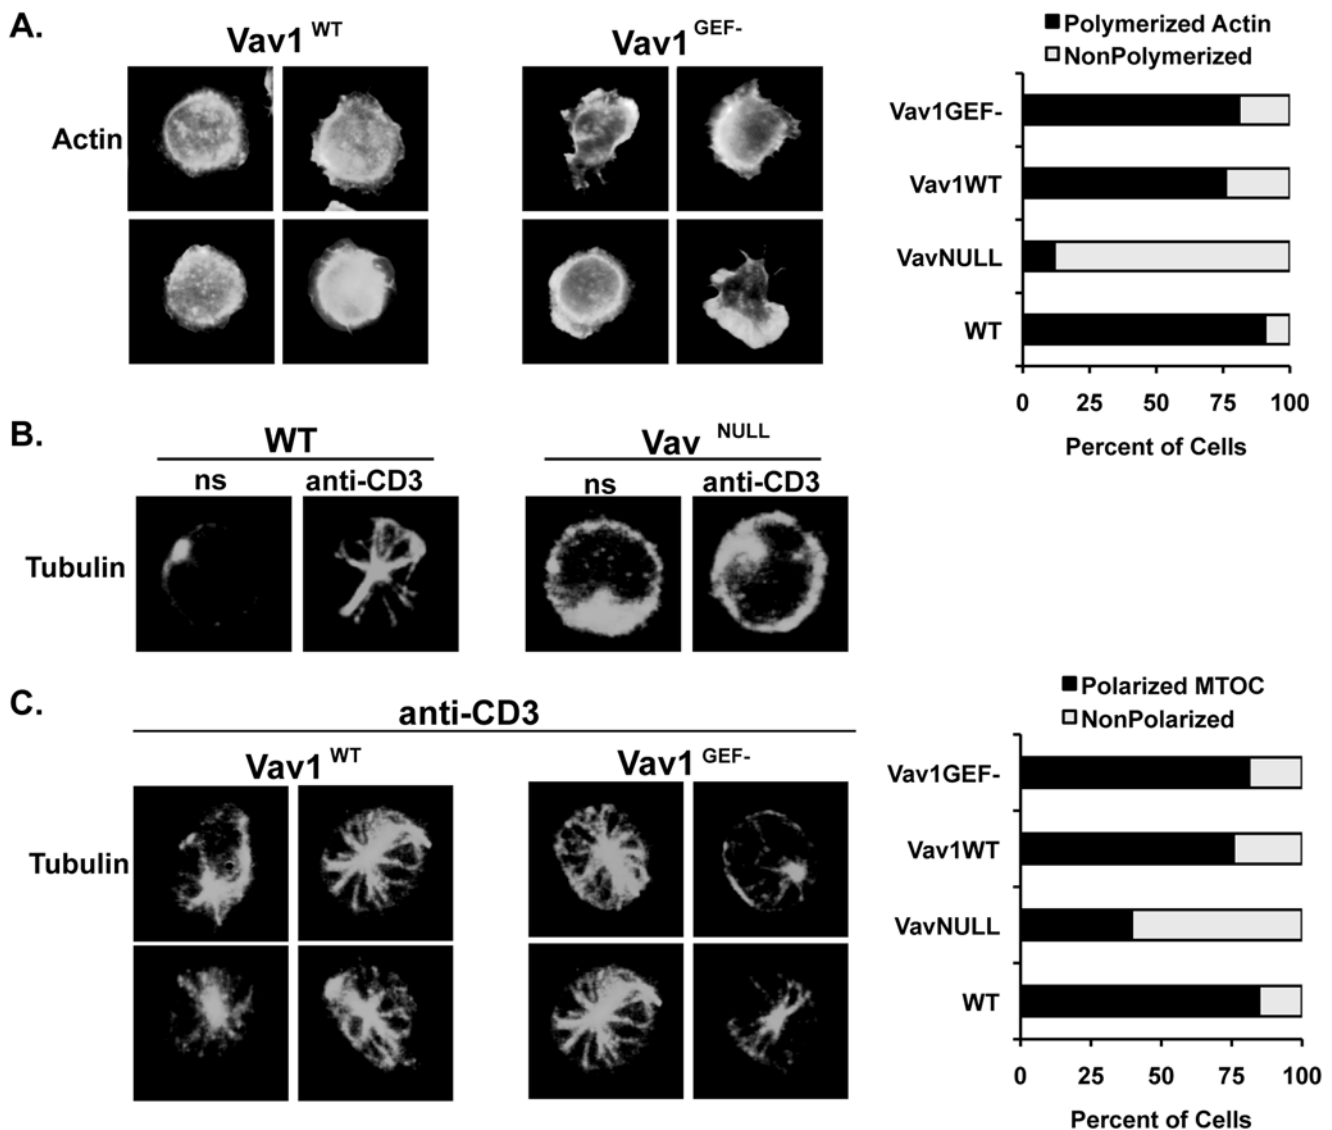 A.
Vav1 WT
Vav1 GEF-
Actin
Polymerized Actin
NonPolymerized
Vav1GEF-
Vav1WT
VavNULL
WT
0 25 50 75 100
Percent of Cells
B.
WT
Vav NULL
ns anti-CD3
ns anti-CD3
Tubulin
C.
anti-CD3
Vav1 WT
Vav1 GEF-
Tubulin
Polarized MTOC
NonPolarized
Vav1GEF-
Vav1WT
VavNULL
WT
0 25 50 75 100
Percent of Cells